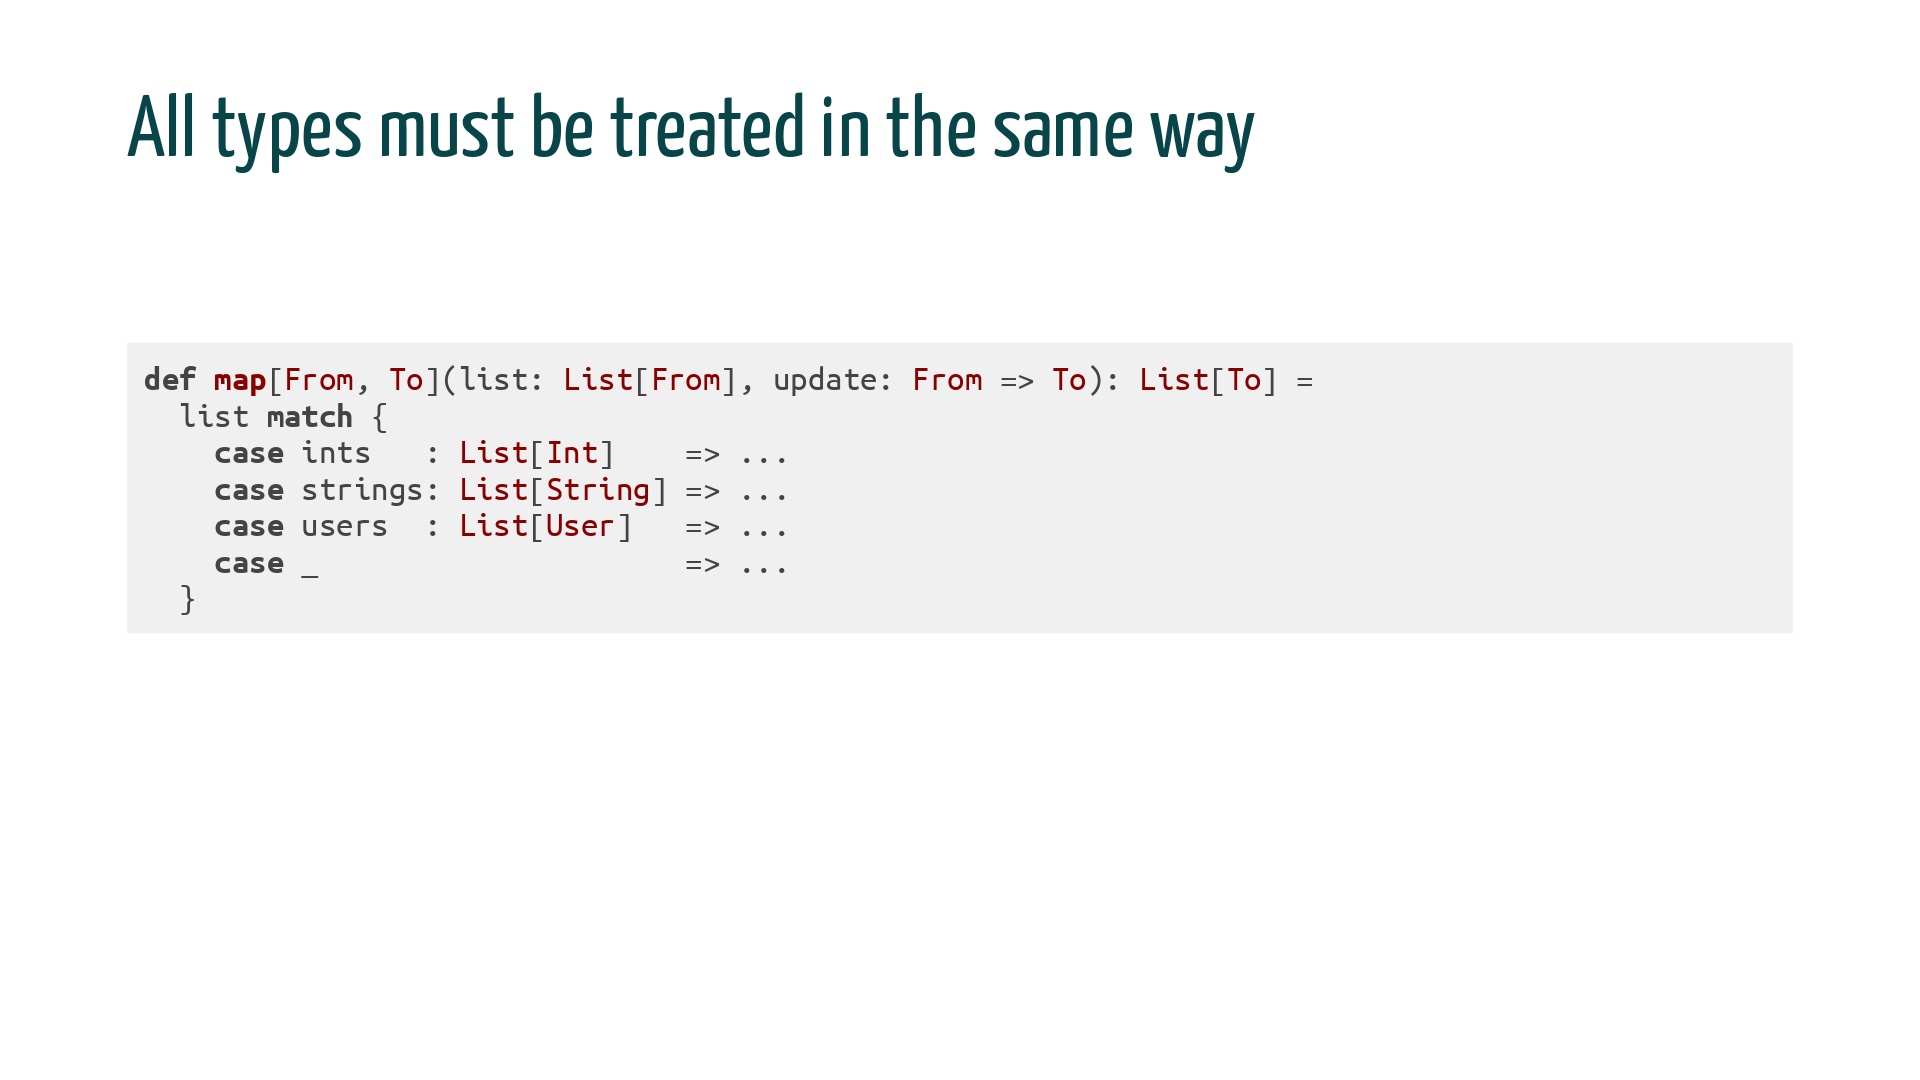 All types must be treated in the same way
def map[From, To](list: List[From], update: From => To): List[To] =
  list match {
    case ints   : List[Int]    => ...
    case strings: List[String] => ...
    case users  : List[User]   => ...
    case _                     => ...
  }